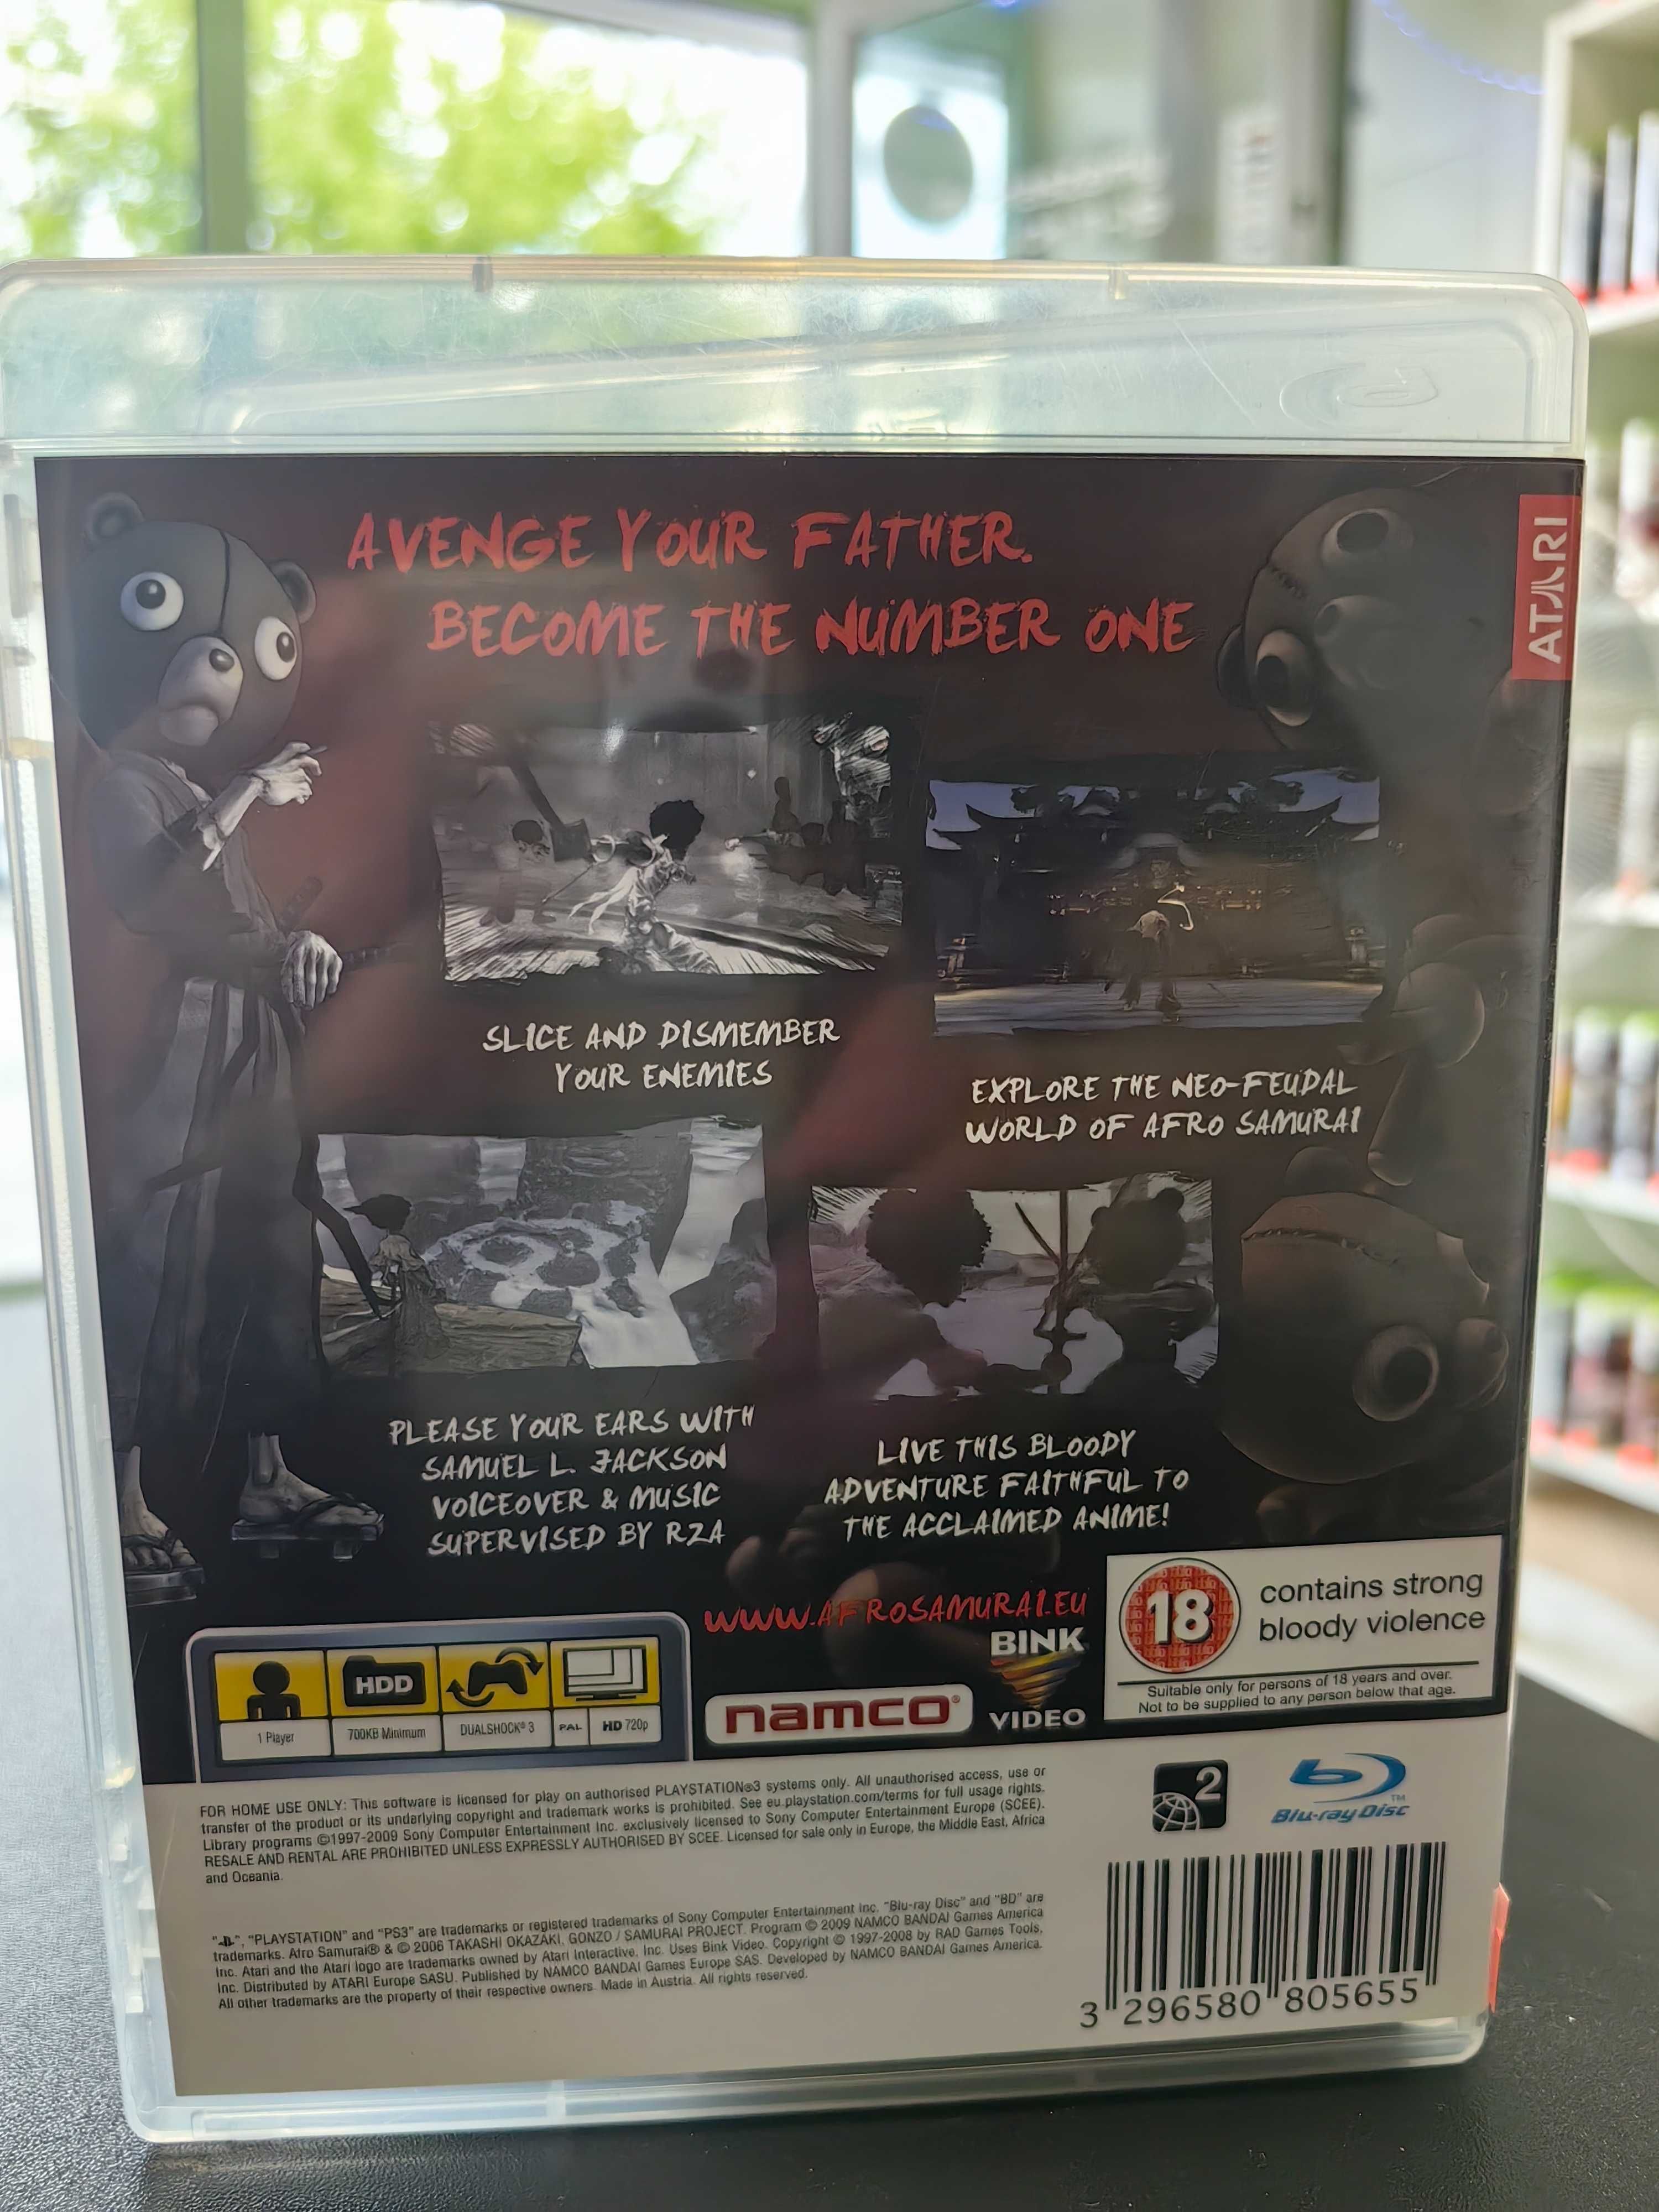 AVENGE YOUR FATHER.
BECOME THE NUMBER ONE
ATARI
SLICE AND DISMEMBER
YOUR ENEMIES
EXPLORE THE NEO-FEUDAL
WORLD OF AFRO SAMURAI
PLEASE YOUR EARS WITH
SAMUEL L. JACKSON
VOICEOVER & MUSIC
SUPERVISED BY RZA
LIVE THIS BLOODY
ADVENTURE FAITHFUL TO
THE ACCLAIMED ANIME!
WWW.AFROSAMURAI.EU
BINK
VIDEO
namco®
18
contains strong
bloody violence
Suitable only for persons of 18 years and over.
Not to be supplied to any person below that age.
HDD
1 Player
700KB Minimum
DUALSHOCK® 3
PAL
HD 720p
FOR HOME USE ONLY: This software is licensed for play on authorised PLAYSTATION®3 systems only. All unauthorised access, use or
transfer of the product or its underlying copyright and trademark works is prohibited. See eu.playstation.com/terms for full usage rights.
Library programs ©1997-2009 Sony Computer Entertainment Inc. exclusively licensed to Sony Computer Entertainment Europe (SCEE).
RESALE AND RENTAL ARE PROHIBITED UNLESS EXPRESSLY AUTHORISED BY SCEE. Licensed for sale only in Europe, the Middle East, Africa
and Oceania.
2
Blu-ray Disc™
"PLAYSTATION" and "PS3" are trademarks or registered trademarks of Sony Computer Entertainment Inc. "Blu-ray Disc" and "BD" are
trademarks. Afro Samurai® & © 2006 TAKASHI OKAZAKI, GONZO / SAMURAI PROJECT. Program © 2009 NAMCO BANDAI Games America
Inc. Atari and the Atari logo are trademarks owned by Atari Interactive, Inc. Uses Bink Video. Copyright © 1997-2008 by RAD Games Tools,
Inc. Distributed by ATARI Europe SASU. Published by NAMCO BANDAI Games Europe SAS. Developed by NAMCO BANDAI Games America.
All other trademarks are the property of their respective owners. Made in Austria. All rights reserved.
3 296580 805655